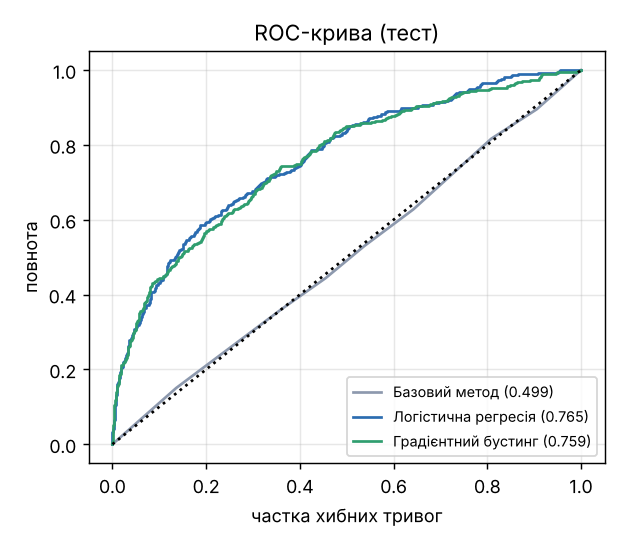 ROC-крива (тест)
повнота
1.0
0.8
0.6
0.4
0.2
0.0
0.0 0.2 0.4 0.6 0.8 1.0
частка хибних тривог
Базовий метод (0.499)
Логістична регресія (0.765)
Градієнтний бустинг (0.759)